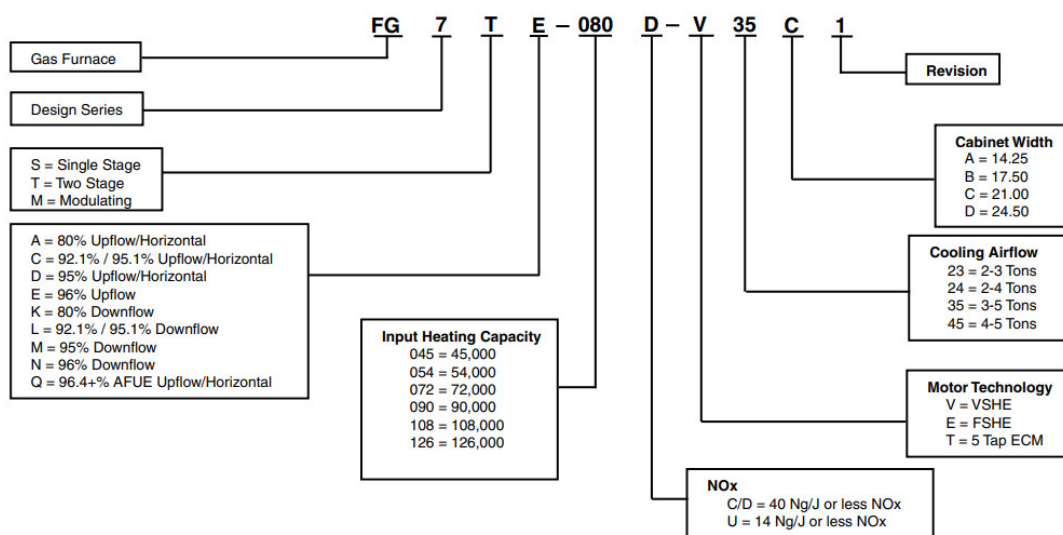 FG 7 T E – 080 D – V 35 C 1
Gas Furnace
Revision
Design Series
Cabinet Width
A = 14.25
B = 17.50
C = 21.00
D = 24.50
S = Single Stage
T = Two Stage
M = Modulating
A = 80% Upflow/Horizontal
C = 92.1% / 95.1% Upflow/Horizontal
D = 95% Upflow/Horizontal
E = 96% Upflow
K = 80% Downflow
L = 92.1% / 95.1% Downflow
M = 95% Downflow
N = 96% Downflow
Q = 96.4+% AFUE Upflow/Horizontal
Cooling Airflow
23 = 2-3 Tons
24 = 2-4 Tons
35 = 3-5 Tons
45 = 4-5 Tons
Input Heating Capacity
045 = 45,000
054 = 54,000
072 = 72,000
090 = 90,000
108 = 108,000
126 = 126,000
Motor Technology
V = VSHE
E = FSHE
T = 5 Tap ECM
NOx
C/D = 40 Ng/J or less NOx
U = 14 Ng/J or less NOx